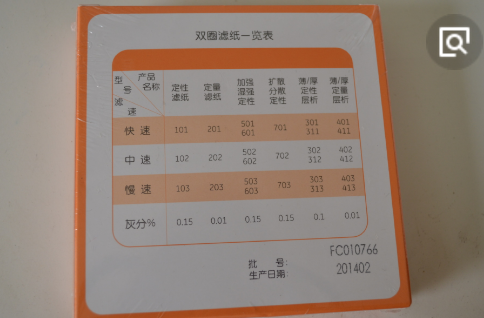 双圈滤纸一览表
型号 产品名称 滤速 定性滤纸 定量滤纸 加强湿强定性 扩散分散定性 薄/厚定性层析 薄/厚定量层析
快速 101 201 501 601 701 301 311 401 411
中速 102 202 502 602 702 302 312 402 412
慢速 103 203 503 603 703 303 313 403 413
灰分% 0.15 0.01 0.15 0.15 0.1 0.01
批号: FC010766
生产日期: 201402